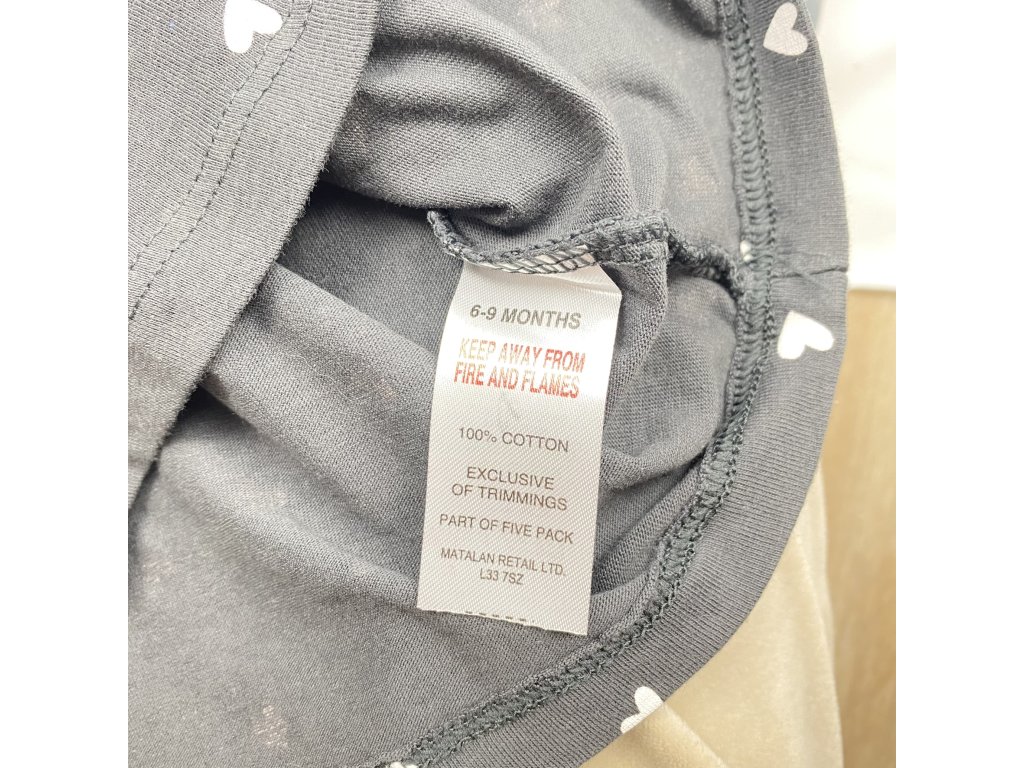 6-9 MONTHS
KEEP AWAY FROM
FIRE AND FLAMES
100% COTTON
EXCLUSIVE
OF TRIMMINGS
PART OF FIVE PACK
MATALAN RETAIL LTD.
L33 7SZ